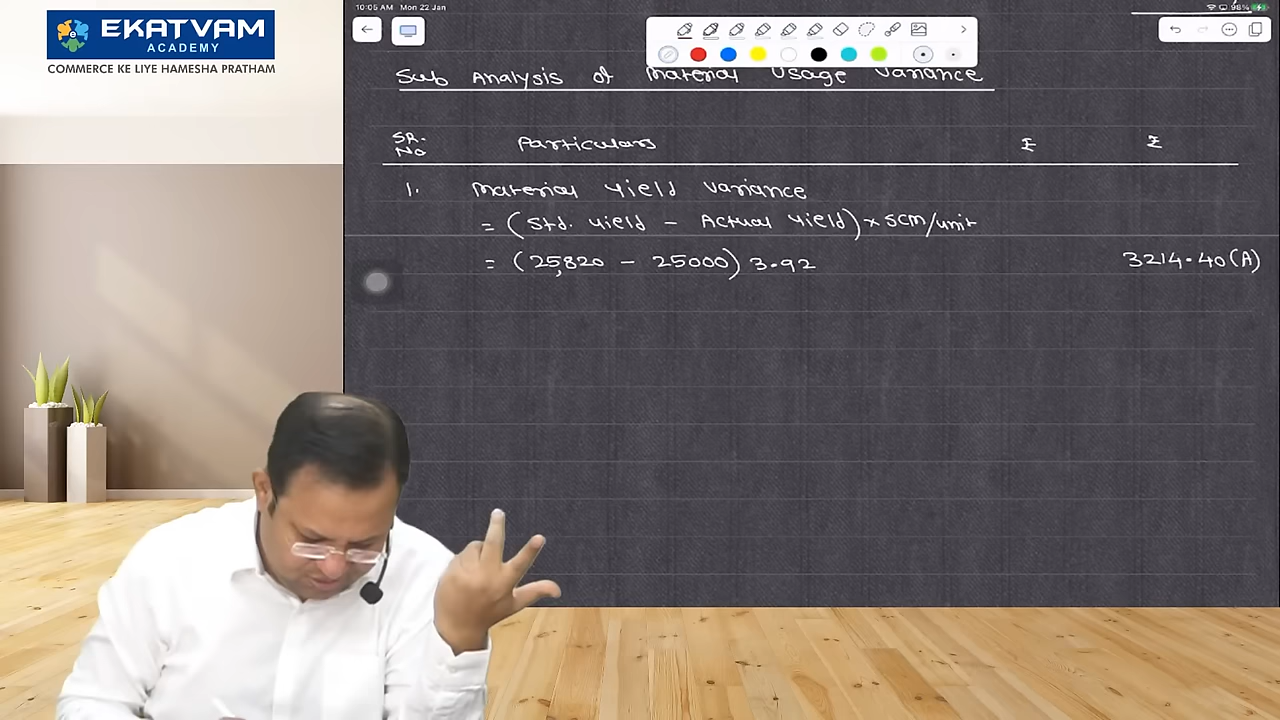 EKATVAM
ACADEMY
COMMERCE KE LIYE HAMESHA PRATHAM
10:05 AM Mon 22 Jan
98%
Sub Analysis of Material Usage Variance
SR. No Particulars ₹ ₹
1. Material Yield Variance
= (Std. Yield - Actual Yield) × SCM/unit
= (25,820 - 25000) 3.92 3214.40(A)